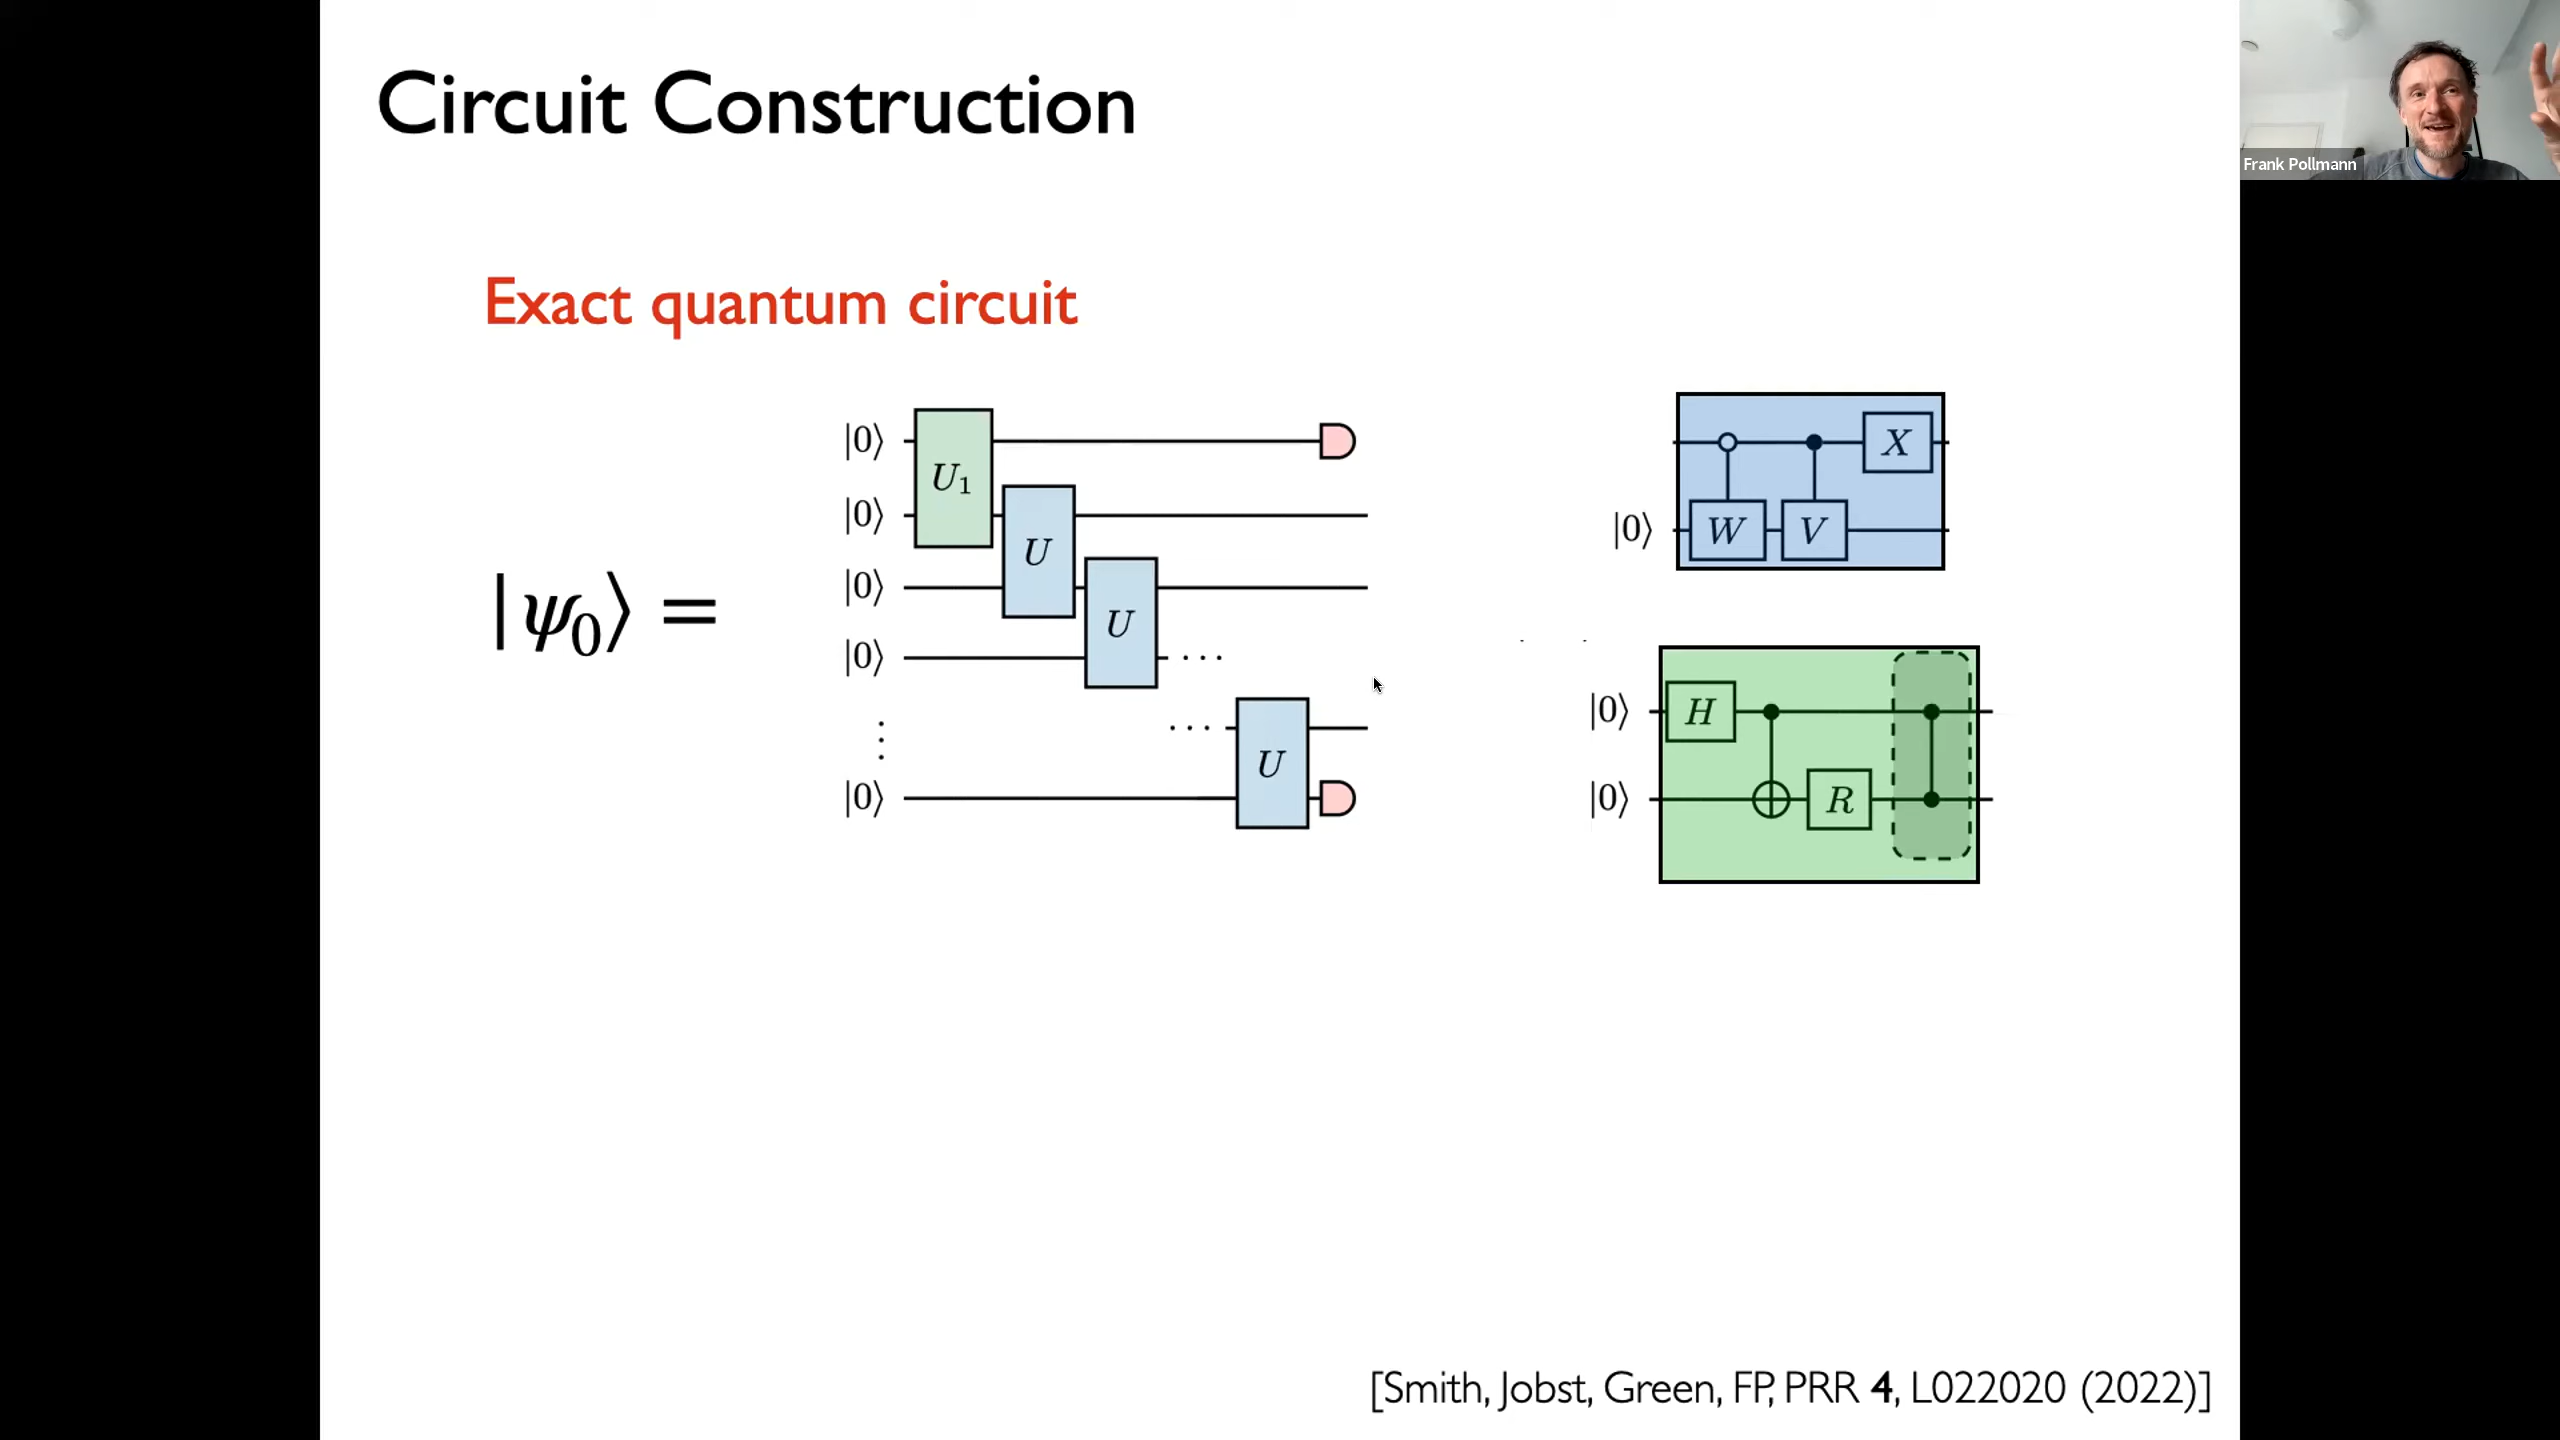 Circuit Construction
Frank Pollmann
Exact quantum circuit
|ψ₀⟩ =
|0⟩
|0⟩
|0⟩
|0⟩ ...
⋮ ...
|0⟩
U₁
U
U
U
X
|0⟩ W V
|0⟩ H
|0⟩ R
[Smith, Jobst, Green, FP, PRR 4, L022020 (2022)]